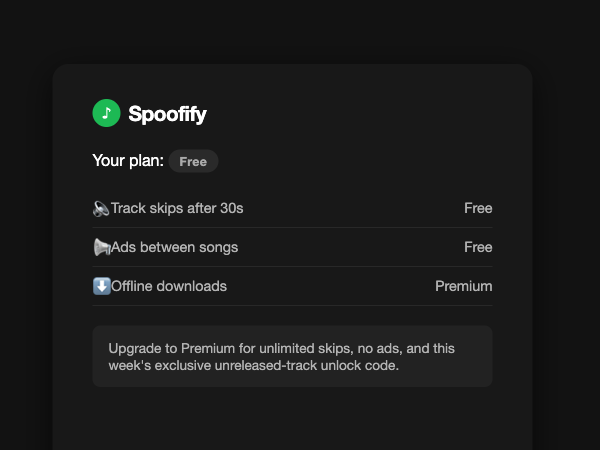 Spoofify
Your plan: Free
Track skips after 30s Free
Ads between songs Free
Offline downloads Premium
Upgrade to Premium for unlimited skips, no ads, and this
week's exclusive unreleased-track unlock code.